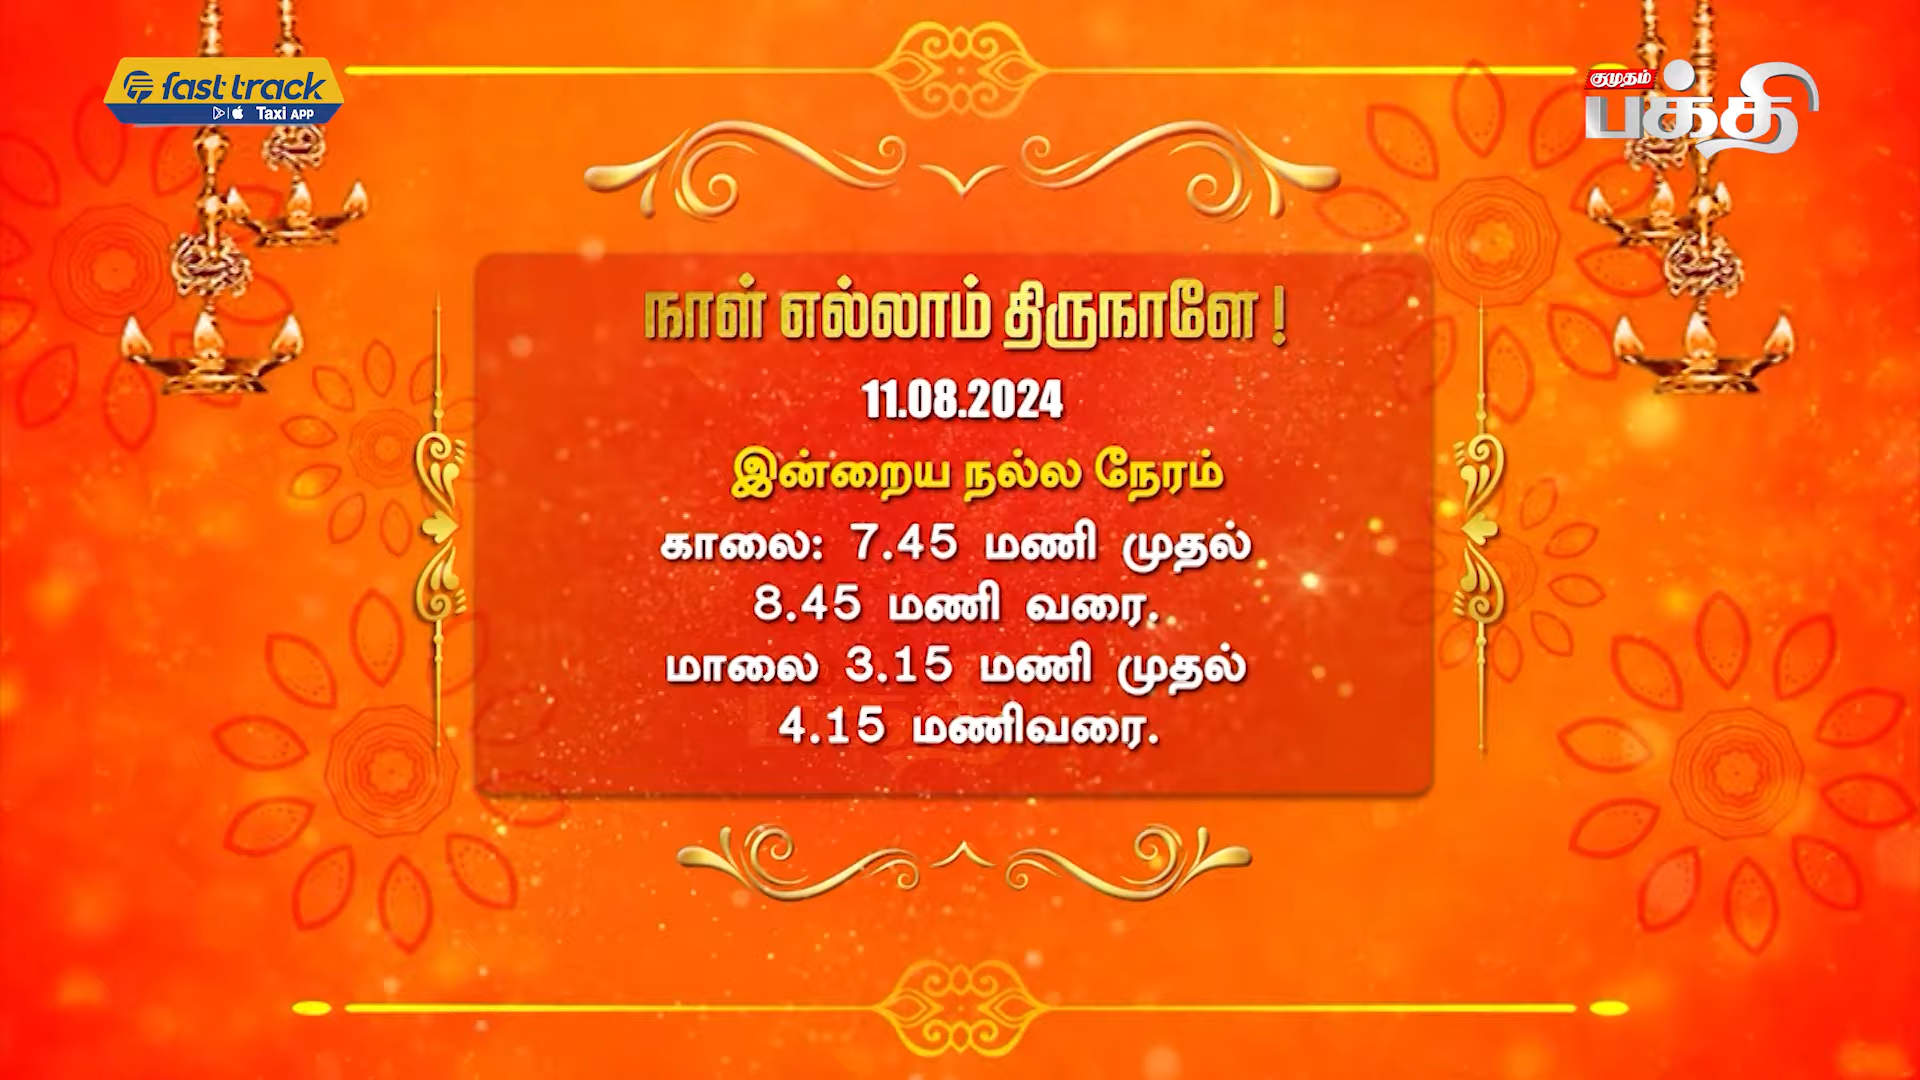 fast track
Taxi APP
குமுதம்
பக்தி
நாள் எல்லாம் திருநாளே !
11.08.2024
இன்றைய நல்ல நேரம்
காலை: 7.45 மணி முதல்
8.45 மணி வரை.
மாலை 3.15 மணி முதல்
4.15 மணிவரை.